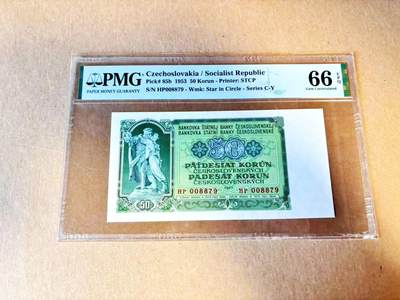 PMG
PAPER MONEY GUARANTY
Czechoslovakia / Socialist Republic
Pick# 85b 1953 50 Korun - Printer: STCP
S/N HP008879 - Wmk: Star in Circle - Series C-Y
66 EPQ
Gem Uncirculated
BANKOVKA ŠTÁTNEJ BANKY ČESKOSLOVENSKEJ
BANKOVKA STÁTNÍ BANKY ČESKOSLOVENSKÉ
50
PÄŤDESIAT KORÚN
ČESKOSLOVENSKÝCH
PADESÁT KORUN
ČESKOSLOVENSKÝCH
HP 008879 HP 008879
50